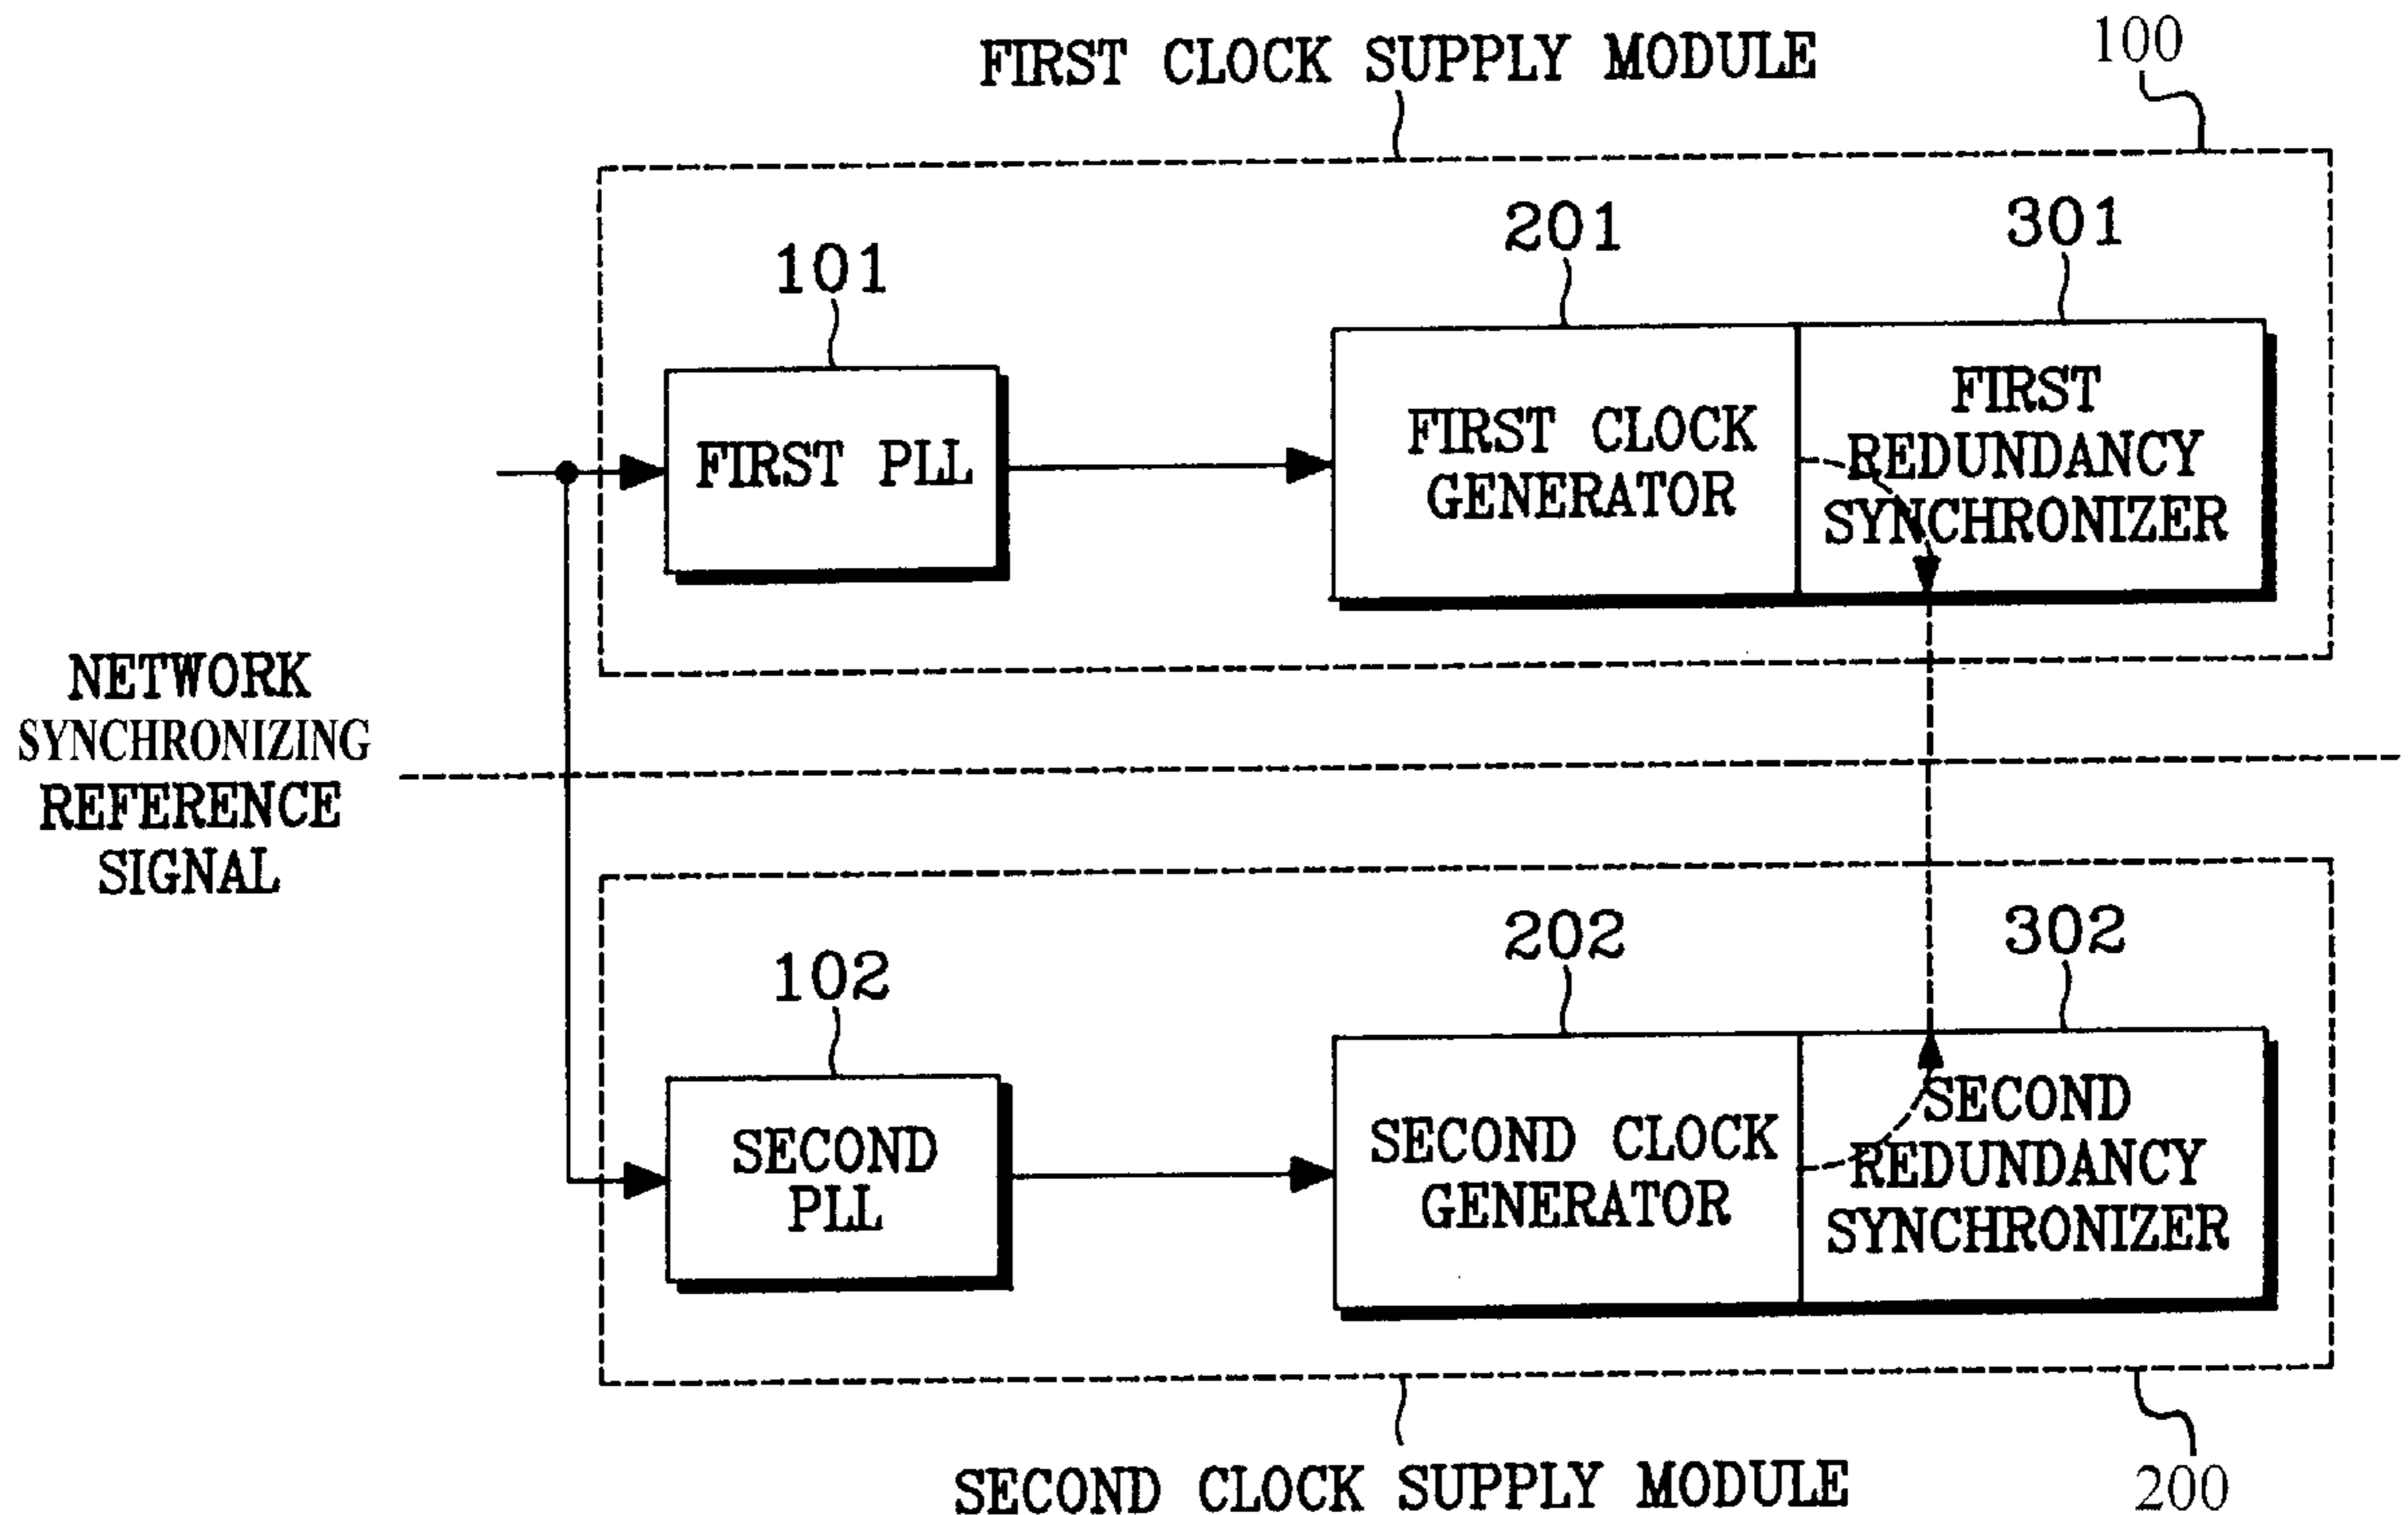 FIRST CLOCK SUPPLY MODULE
100
101
201
301
FIRST PLL
FIRST CLOCK
GENERATOR
FIRST
REDUNDANCY
SYNCHRONIZER
NETWORK
SYNCHRONIZING
REFERENCE
SIGNAL
102
202
302
SECOND
PLL
SECOND CLOCK
GENERATOR
SECOND
REDUNDANCY
SYNCHRONIZER
SECOND CLOCK SUPPLY MODULE
200